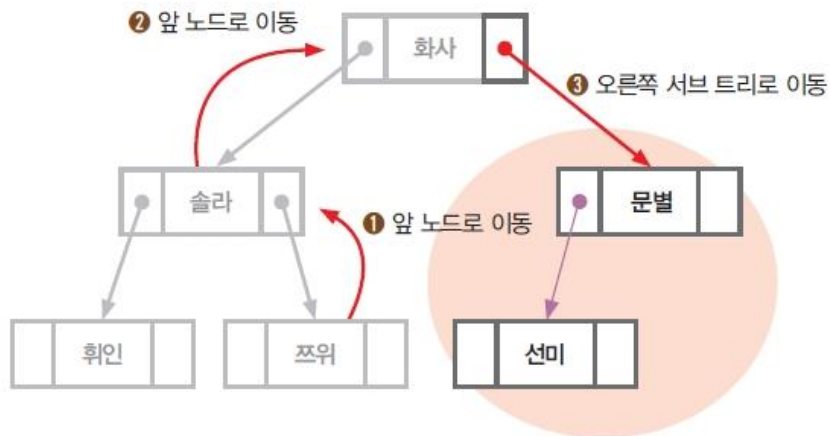 ❷ 앞 노드로 이동
화사
❸ 오른쪽 서브 트리로 이동
솔라
문별
❶ 앞 노드로 이동
휘인
쯔위
선미